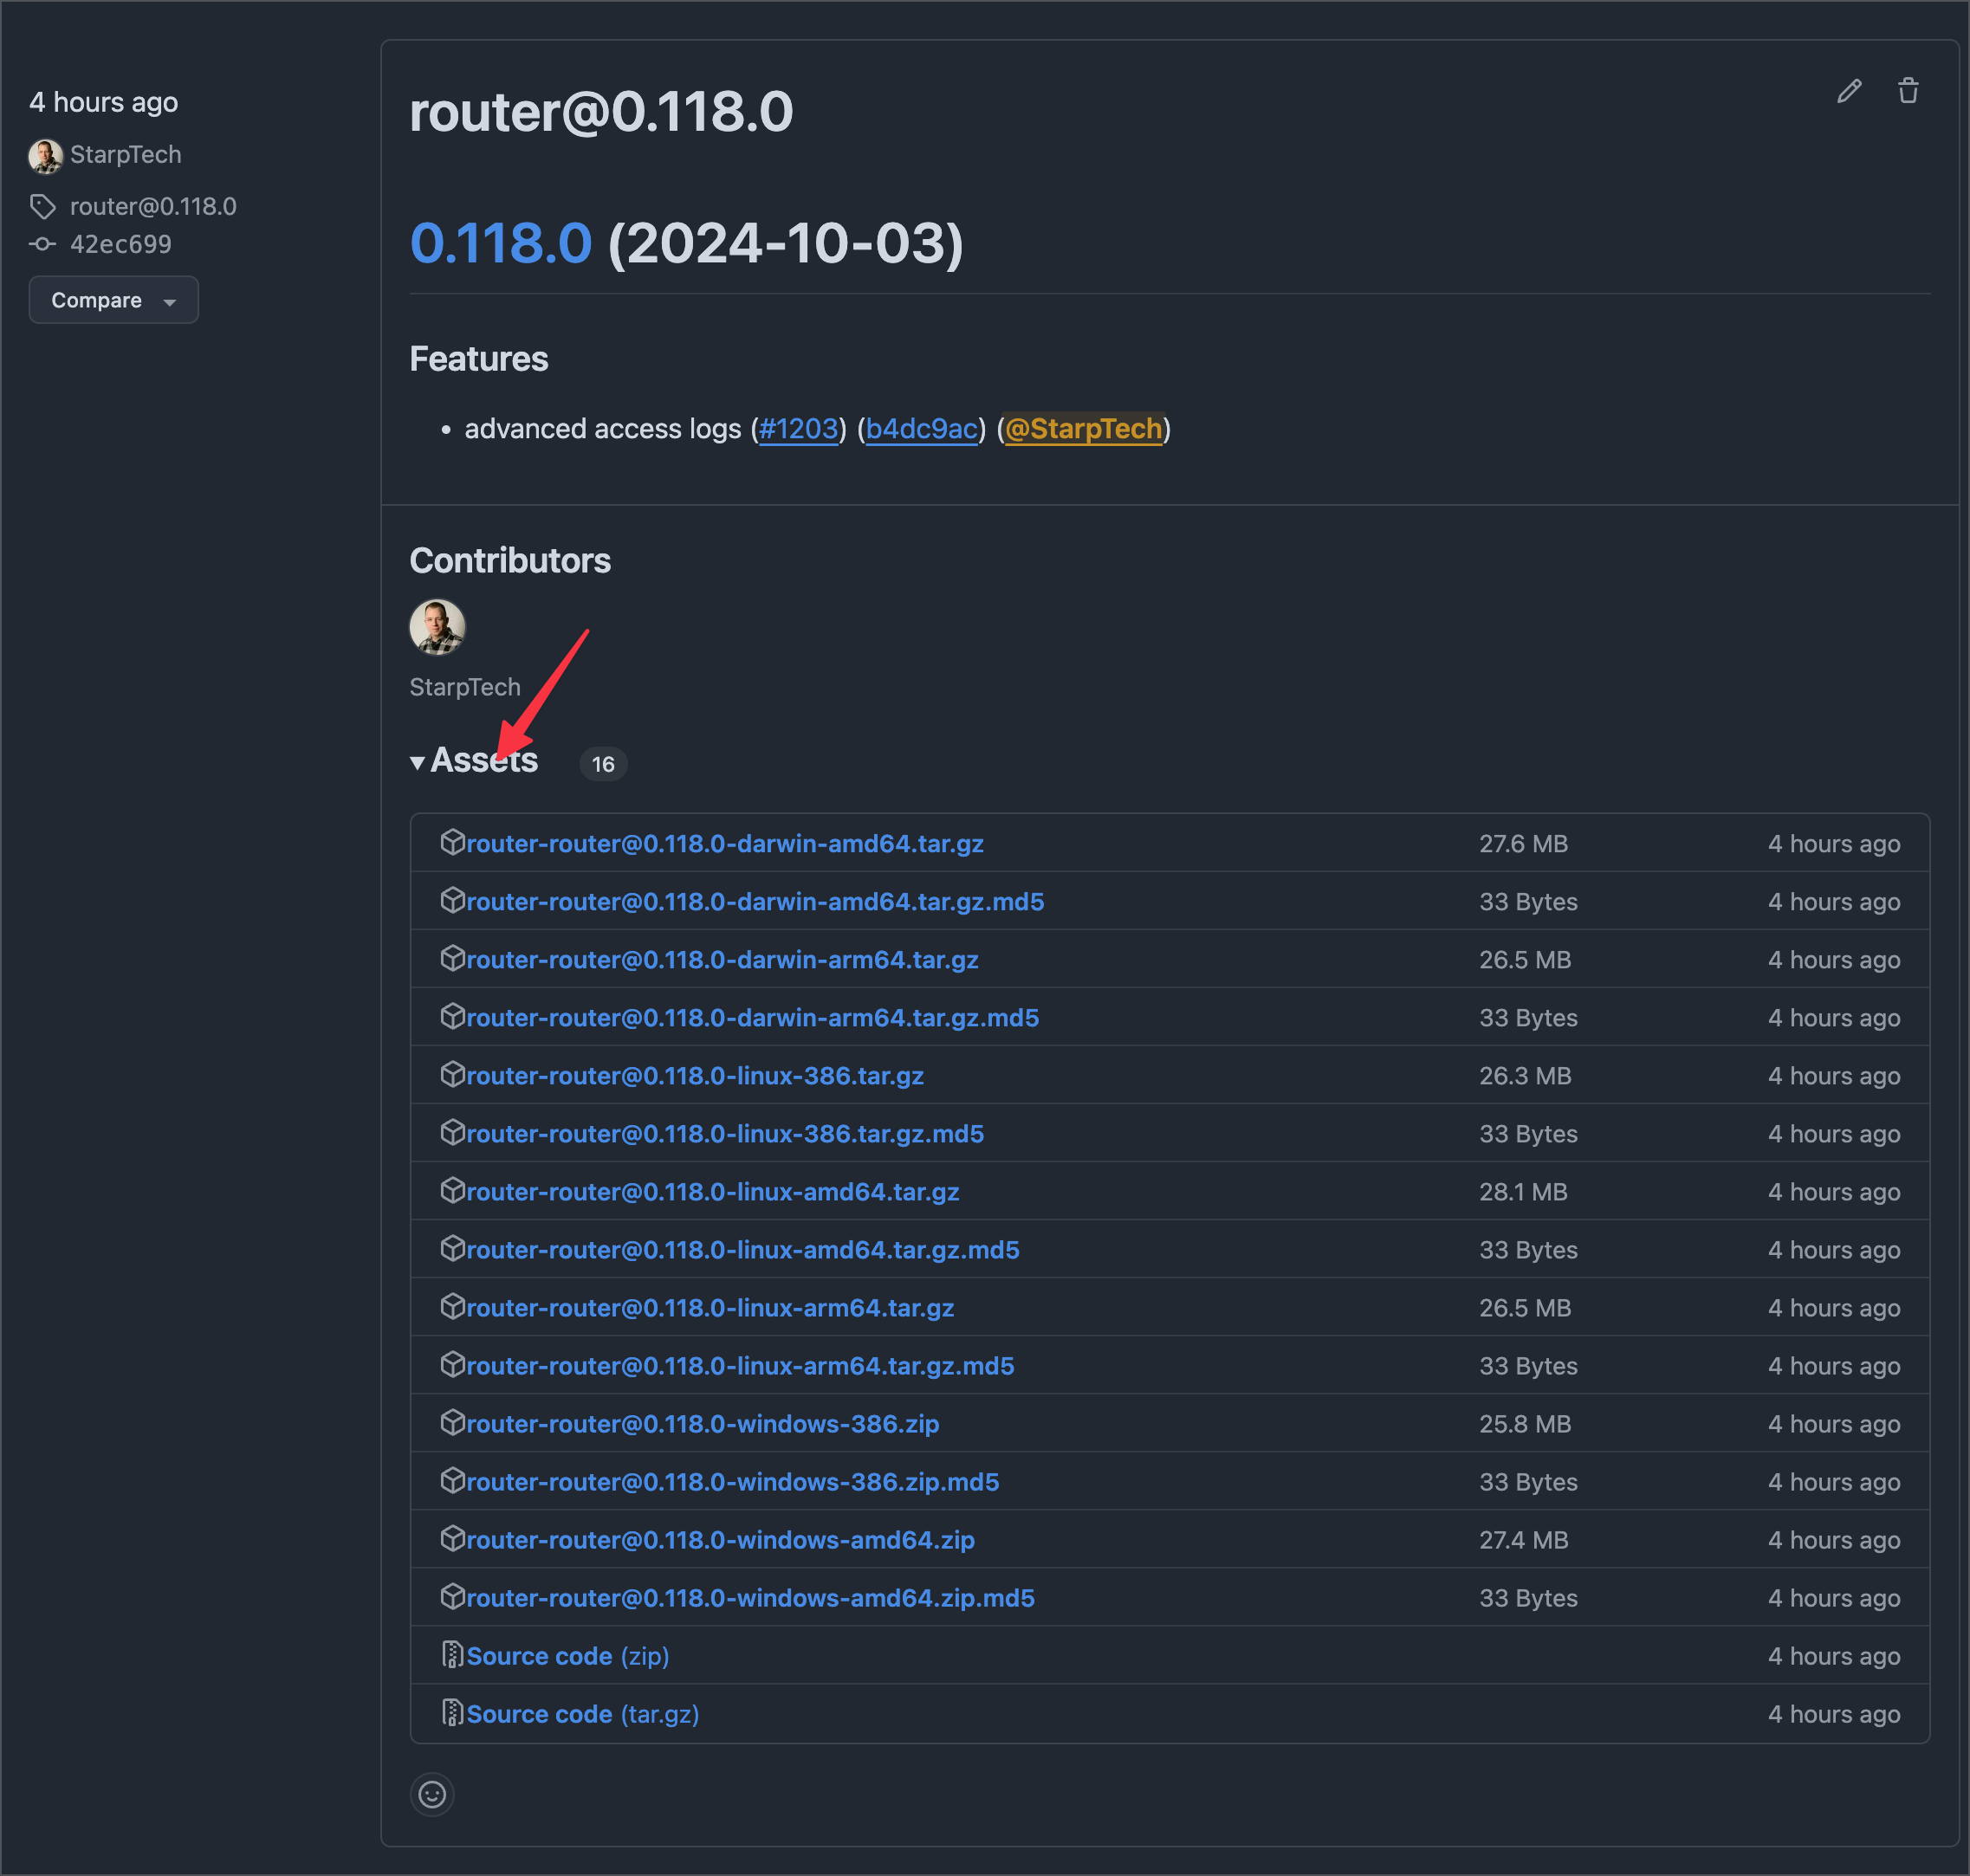 4 hours ago
StarpTech
router@0.118.0
42ec699
Compare
router@0.118.0
0.118.0 (2024-10-03)
Features
• advanced access logs (#1203) (b4dc9ac) (@StarpTech)
Contributors
StarpTech
Assets 16
router-router@0.118.0-darwin-amd64.tar.gz 27.6 MB 4 hours ago
router-router@0.118.0-darwin-amd64.tar.gz.md5 33 Bytes 4 hours ago
router-router@0.118.0-darwin-arm64.tar.gz 26.5 MB 4 hours ago
router-router@0.118.0-darwin-arm64.tar.gz.md5 33 Bytes 4 hours ago
router-router@0.118.0-linux-386.tar.gz 26.3 MB 4 hours ago
router-router@0.118.0-linux-386.tar.gz.md5 33 Bytes 4 hours ago
router-router@0.118.0-linux-amd64.tar.gz 28.1 MB 4 hours ago
router-router@0.118.0-linux-amd64.tar.gz.md5 33 Bytes 4 hours ago
router-router@0.118.0-linux-arm64.tar.gz 26.5 MB 4 hours ago
router-router@0.118.0-linux-arm64.tar.gz.md5 33 Bytes 4 hours ago
router-router@0.118.0-windows-386.zip 25.8 MB 4 hours ago
router-router@0.118.0-windows-386.zip.md5 33 Bytes 4 hours ago
router-router@0.118.0-windows-amd64.zip 27.4 MB 4 hours ago
router-router@0.118.0-windows-amd64.zip.md5 33 Bytes 4 hours ago
Source code (zip) 4 hours ago
Source code (tar.gz) 4 hours ago